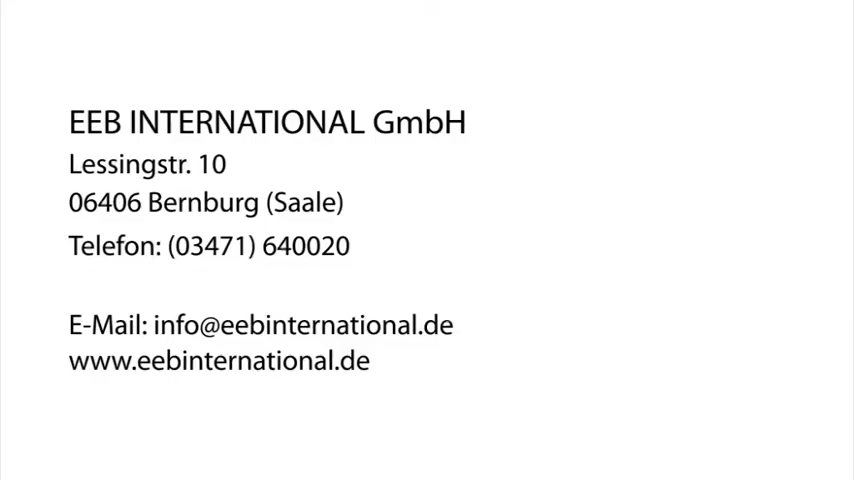 EEB INTERNATIONAL GmbH
Lessingstr. 10
06406 Bernburg (Saale)
Telefon: (03471) 640020
E-Mail: info@eebinternational.de
www.eebinternational.de